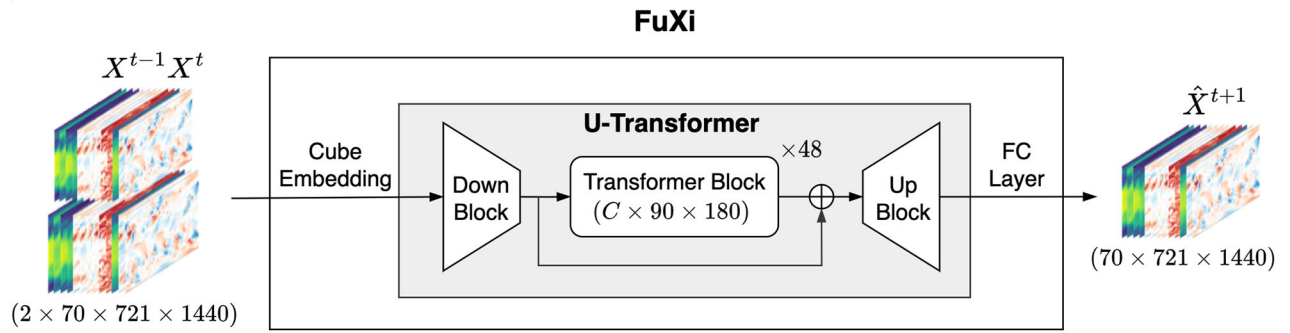 FuXi
X^{t-1} X^t
(2 × 70 × 721 × 1440)
Cube
Embedding
U-Transformer
Down
Block
Transformer Block
(C × 90 × 180)
×48
Up
Block
FC
Layer
X̂^{t+1}
(70 × 721 × 1440)